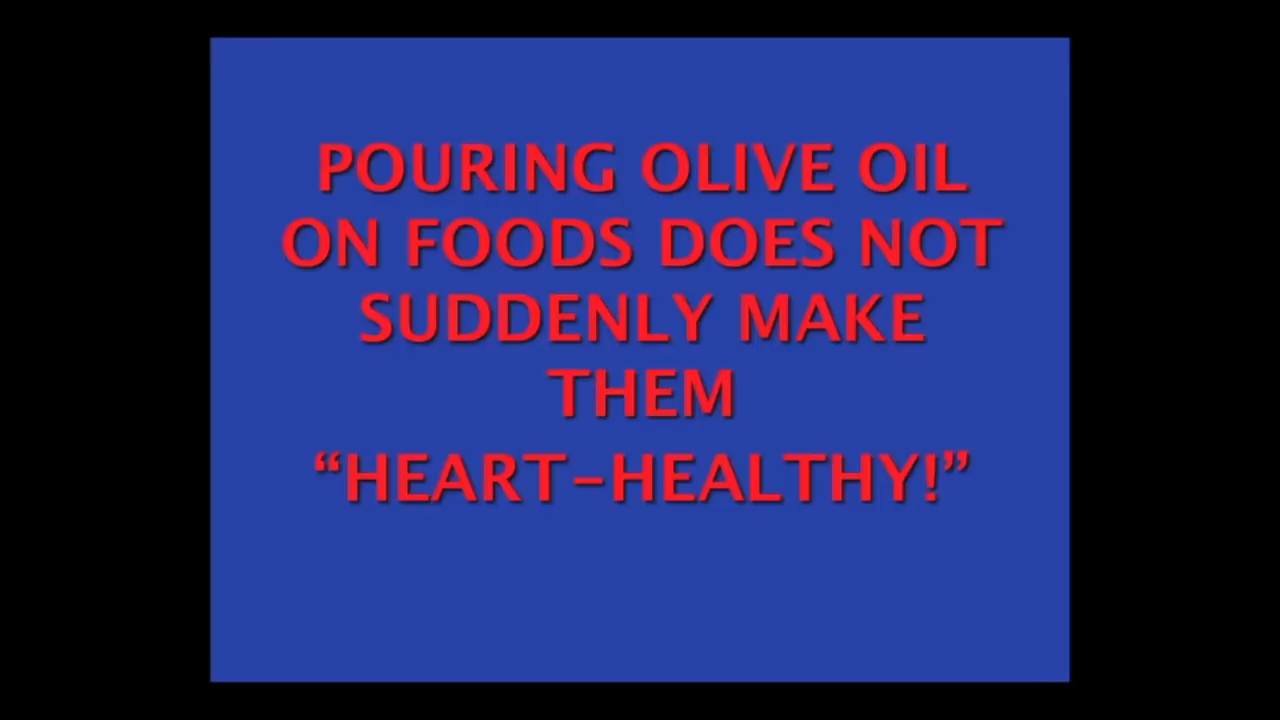 POURING OLIVE OIL
ON FOODS DOES NOT
SUDDENLY MAKE
THEM
“HEART-HEALTHY!”